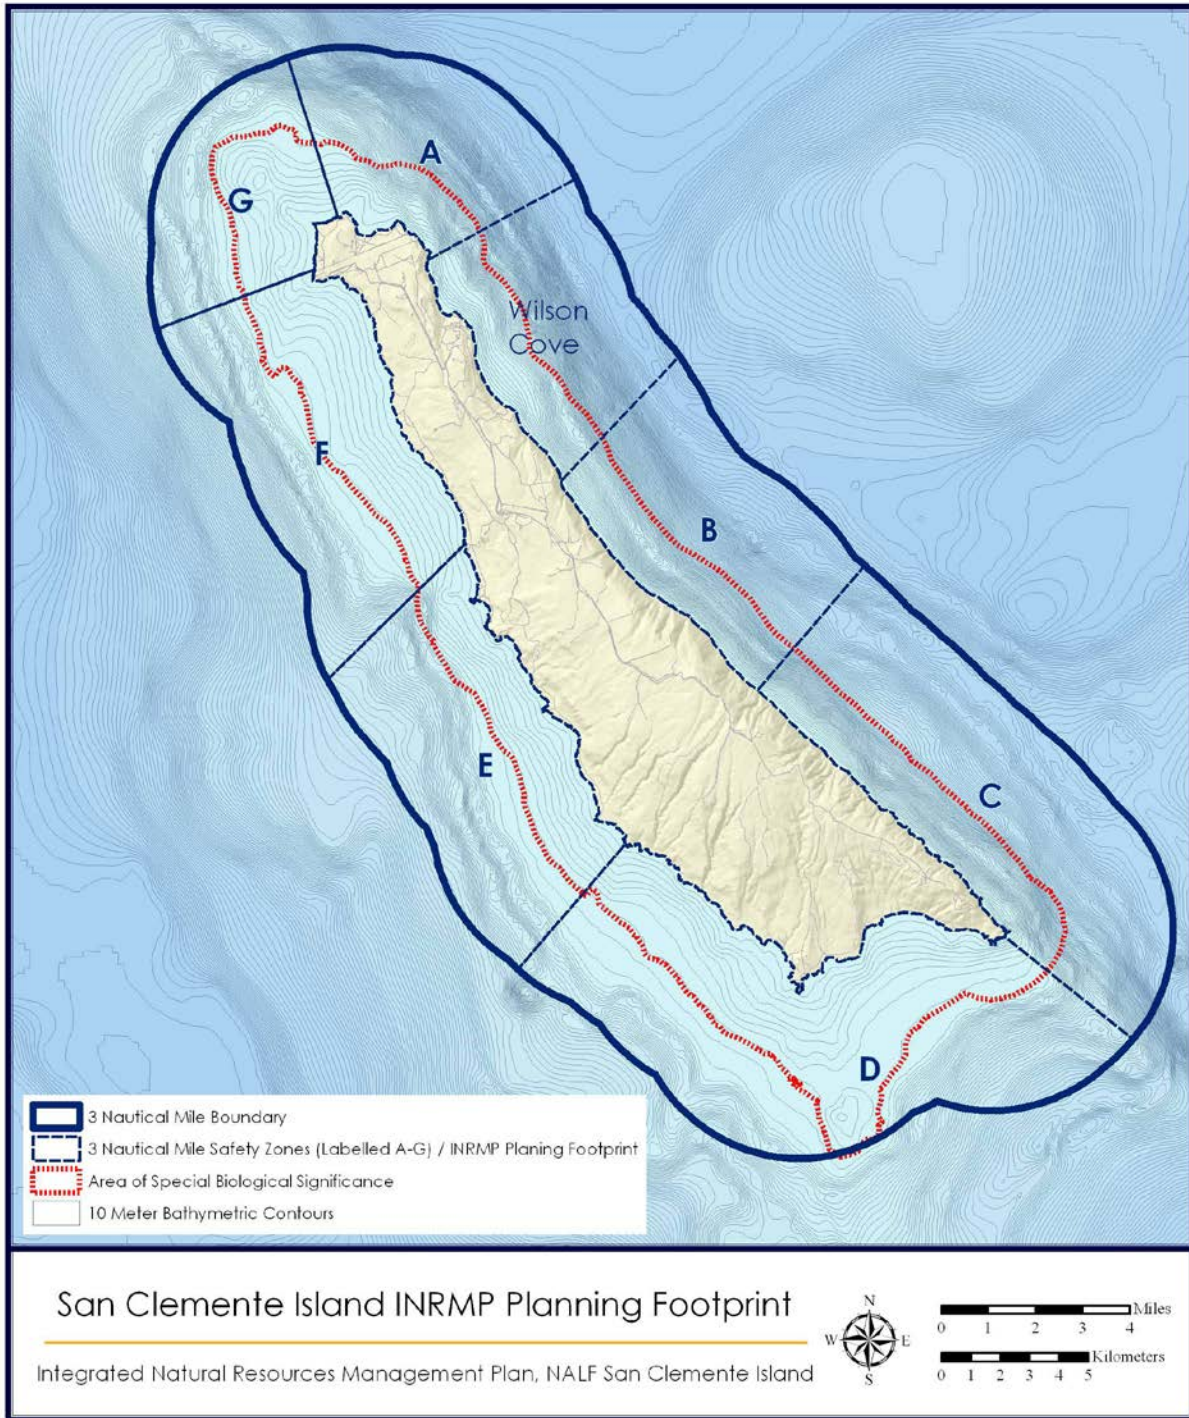 A
G
Wilson
Cove
F
B
E
C
D
3 Nautical Mile Boundary
3 Nautical Mile Safety Zones (Labelled A-G) / INRMP Planing Footprint
Area of Special Biological Significance
10 Meter Bathymetric Contours
San Clemente Island INRMP Planning Footprint
Integrated Natural Resources Management Plan, NALF San Clemente Island
N
W E
S
Miles
0 1 2 3 4
Kilometers
0 1 2 3 4 5